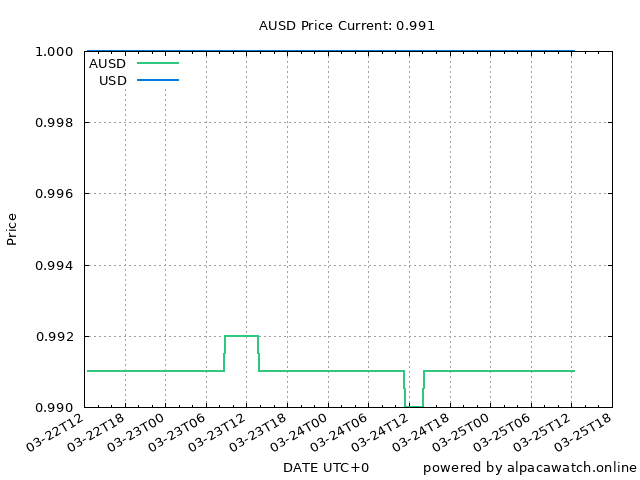 AUSD Price Current: 0.991
1.000
AUSD
USD
0.998
0.996
Price
0.994
0.992
0.990
03-22T12
03-22T18
03-23T00
03-23T06
03-23T12
03-23T18
03-24T00
03-24T06
03-24T12
03-24T18
03-25T00
03-25T06
03-25T12
03-25T18
DATE UTC+0
powered by alpacawatch.online